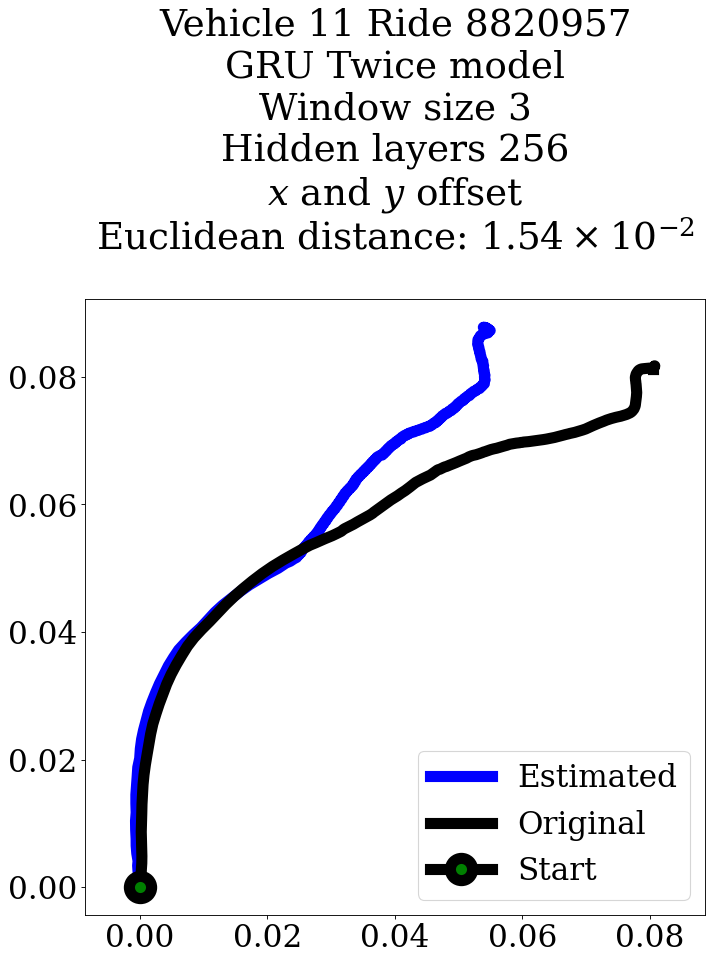 Vehicle 11 Ride 8820957
GRU Twice model
Window size 3
Hidden layers 256
x and y offset
Euclidean distance: 1.54 × 10⁻²
0.08
0.06
0.04
0.02
0.00
Estimated
Original
Start
0.00 0.02 0.04 0.06 0.08